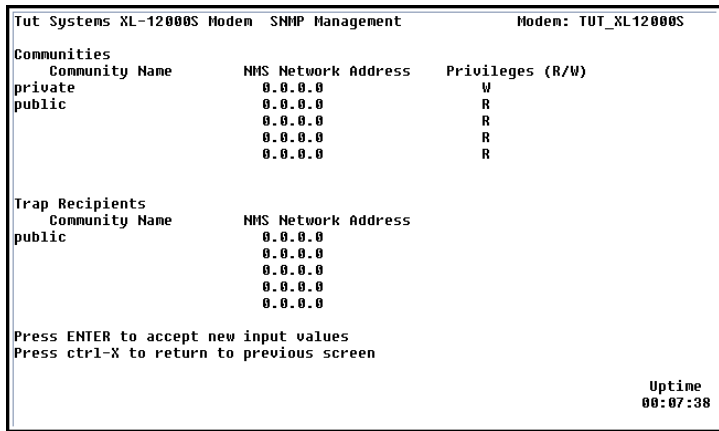 Tut Systems XL-12000S Modem  SNMP Management                Modem: TUT_XL12000S
Communities
    Community Name        NMS Network Address    Privileges (R/W)
private                     0.0.0.0                  W
public                      0.0.0.0                  R
                            0.0.0.0                  R
                            0.0.0.0                  R
                            0.0.0.0                  R
Trap Recipients
    Community Name        NMS Network Address
public                      0.0.0.0
                            0.0.0.0
                            0.0.0.0
                            0.0.0.0
                            0.0.0.0
Press ENTER to accept new input values
Press ctrl-X to return to previous screen
Uptime
00:07:38